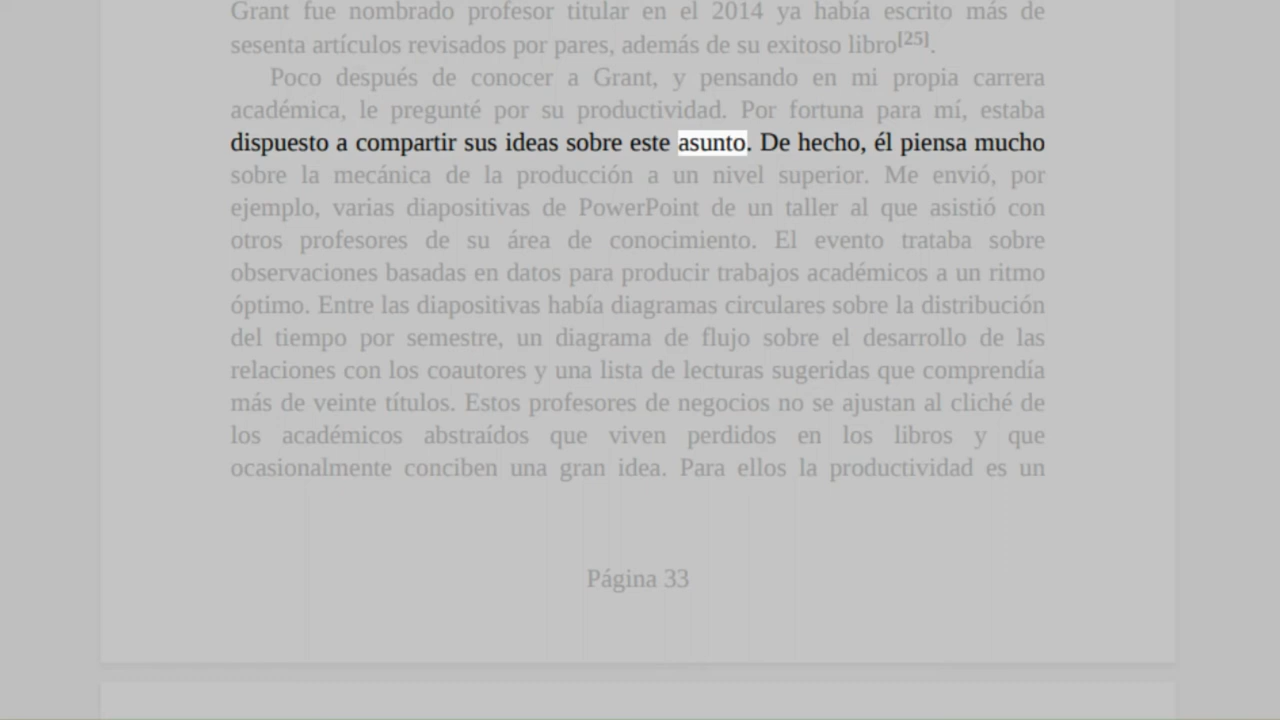 Grant fue nombrado profesor titular en el 2014 ya había escrito más de
sesenta artículos revisados por pares, además de su exitoso libro[25].
Poco después de conocer a Grant, y pensando en mi propia carrera
académica, le pregunté por su productividad. Por fortuna para mí, estaba
dispuesto a compartir sus ideas sobre este asunto. De hecho, él piensa mucho
sobre la mecánica de la producción a un nivel superior. Me envió, por
ejemplo, varias diapositivas de PowerPoint de un taller al que asistió con
otros profesores de su área de conocimiento. El evento trataba sobre
observaciones basadas en datos para producir trabajos académicos a un ritmo
óptimo. Entre las diapositivas había diagramas circulares sobre la distribución
del tiempo por semestre, un diagrama de flujo sobre el desarrollo de las
relaciones con los coautores y una lista de lecturas sugeridas que comprendía
más de veinte títulos. Estos profesores de negocios no se ajustan al cliché de
los académicos abstraídos que viven perdidos en los libros y que
ocasionalmente conciben una gran idea. Para ellos la productividad es un
Página 33